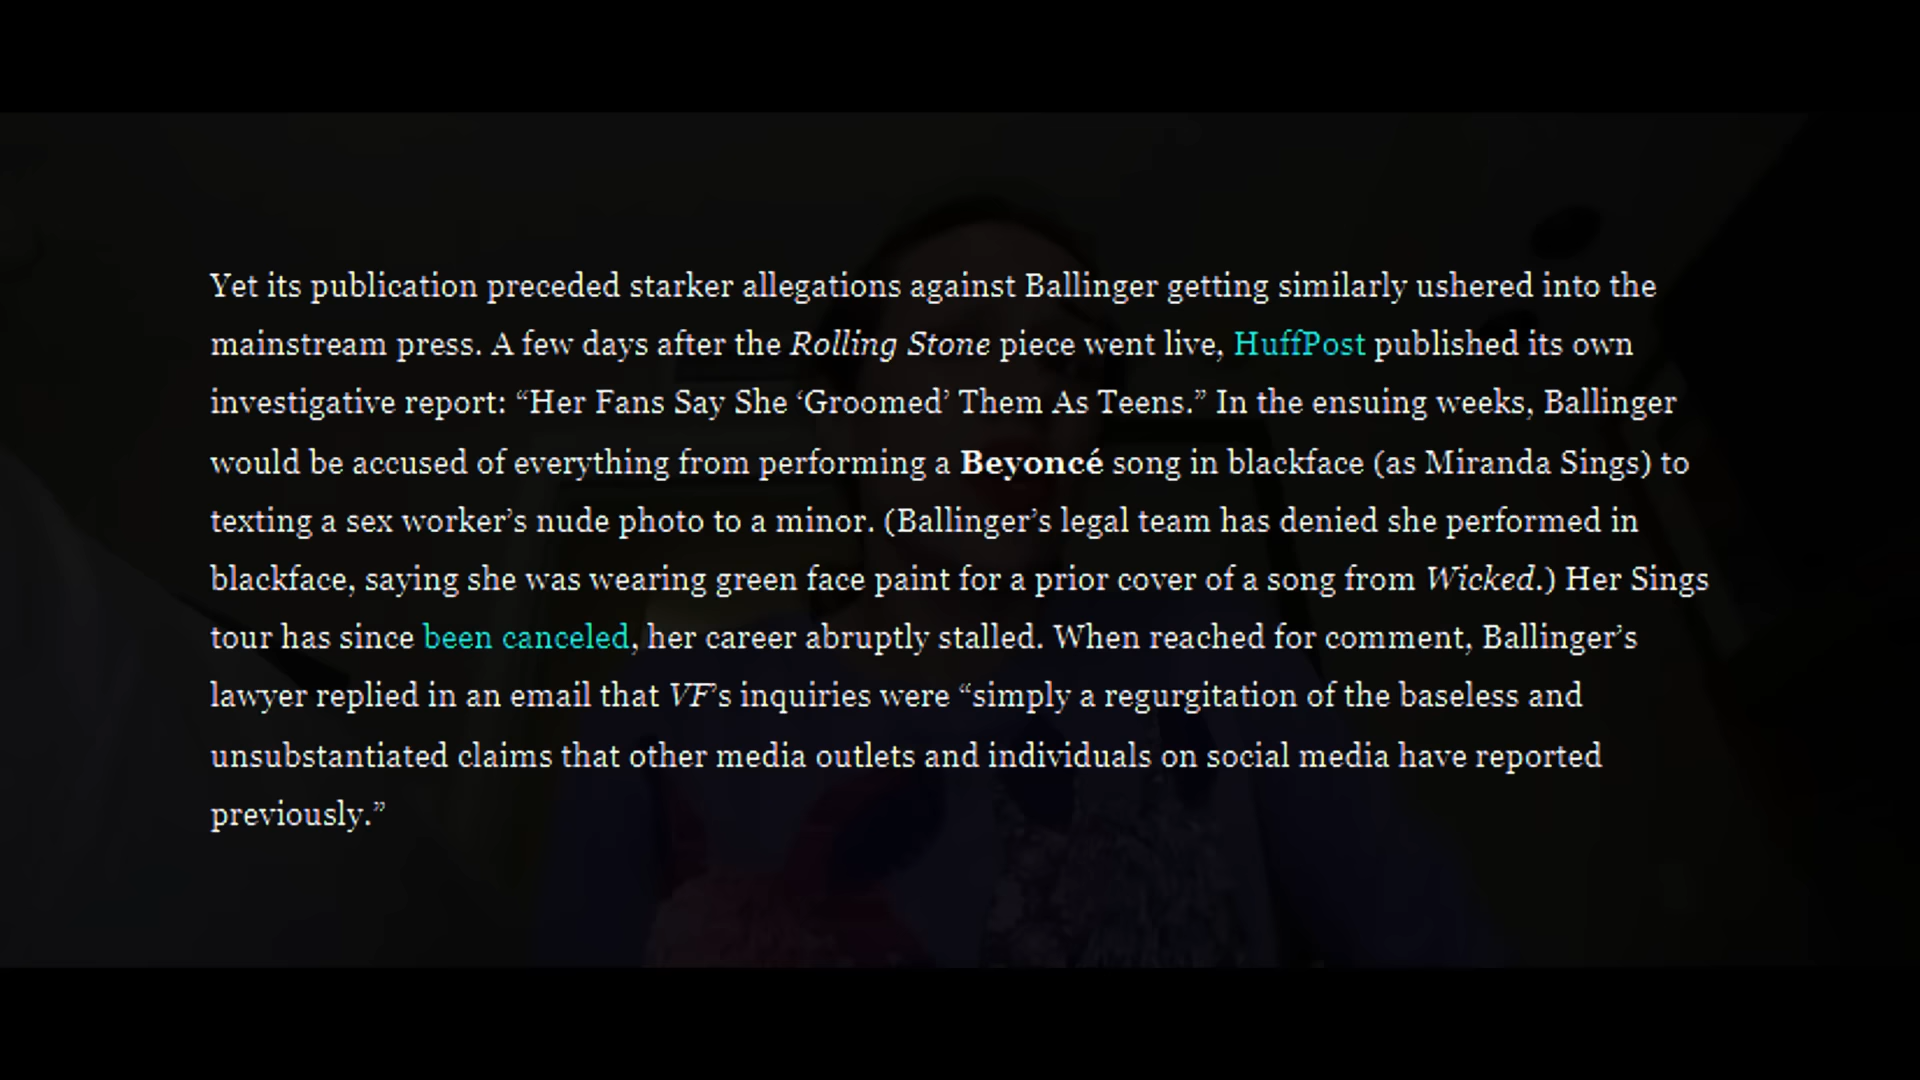 Yet its publication preceded starker allegations against Ballinger getting similarly ushered into the
mainstream press. A few days after the Rolling Stone piece went live, HuffPost published its own
investigative report: “Her Fans Say She ‘Groomed’ Them As Teens.” In the ensuing weeks, Ballinger
would be accused of everything from performing a Beyoncé song in blackface (as Miranda Sings) to
texting a sex worker’s nude photo to a minor. (Ballinger’s legal team has denied she performed in
blackface, saying she was wearing green face paint for a prior cover of a song from Wicked.) Her Sings
tour has since been canceled, her career abruptly stalled. When reached for comment, Ballinger’s
lawyer replied in an email that VF’s inquiries were “simply a regurgitation of the baseless and
unsubstantiated claims that other media outlets and individuals on social media have reported
previously.”